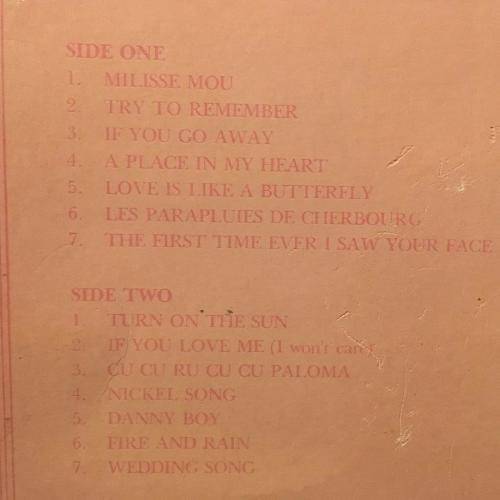 SIDE ONE
1. MILISSE MOU
2. TRY TO REMEMBER
3. IF YOU GO AWAY
4. A PLACE IN MY HEART
5. LOVE IS LIKE A BUTTERFLY
6. LES PARAPLUIES DE CHERBOURG
7. THE FIRST TIME EVER I SAW YOUR FACE
SIDE TWO
1. TURN ON THE SUN
2. IF YOU LOVE ME (I won't care)
3. CU CU RU CU CU PALOMA
4. NICKEL SONG
5. DANNY BOY
6. FIRE AND RAIN
7. WEDDING SONG